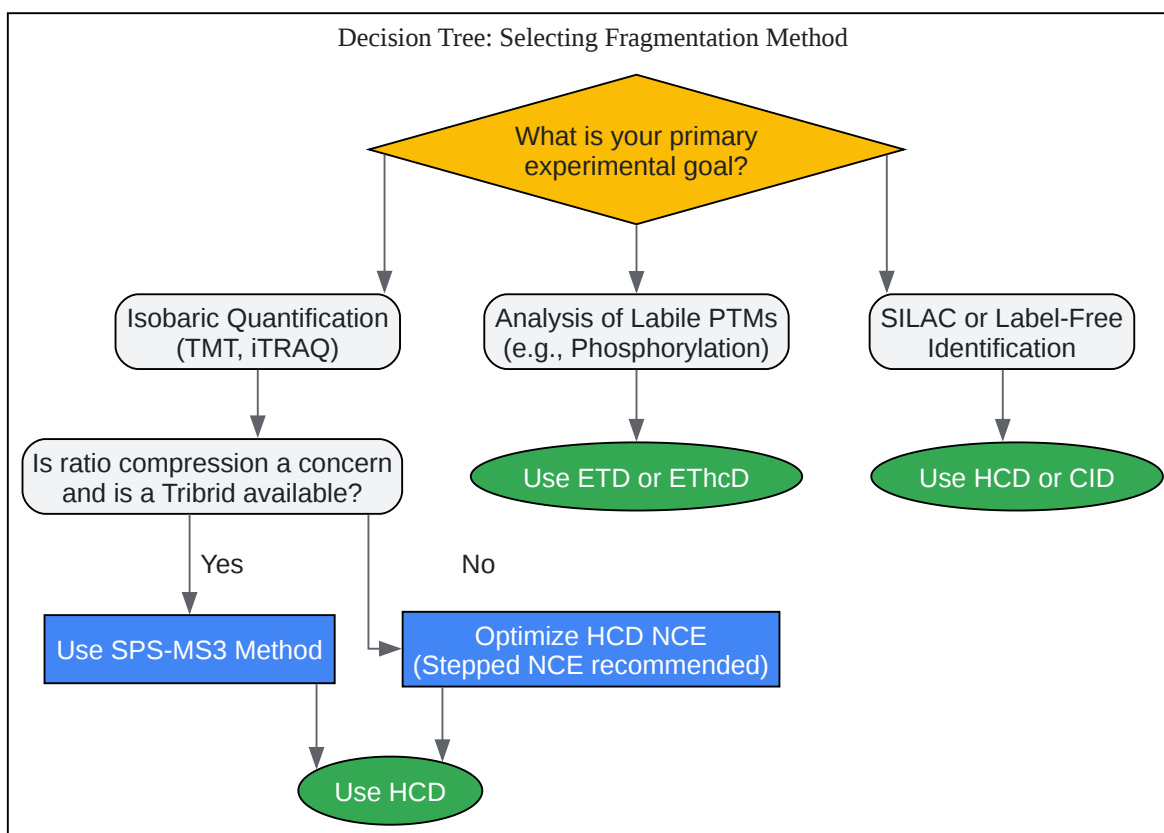 Decision Tree: Selecting Fragmentation Method
What is your primary
experimental goal?
Isobaric Quantification
(TMT, iTRAQ)
Analysis of Labile PTMs
(e.g., Phosphorylation)
SILAC or Label-Free
Identification
Is ratio compression a concern
and is a Tribrid available?
Use ETD or EThcD
Use HCD or CID
Yes
No
Use SPS-MS3 Method
Optimize HCD NCE
(Stepped NCE recommended)
Use HCD